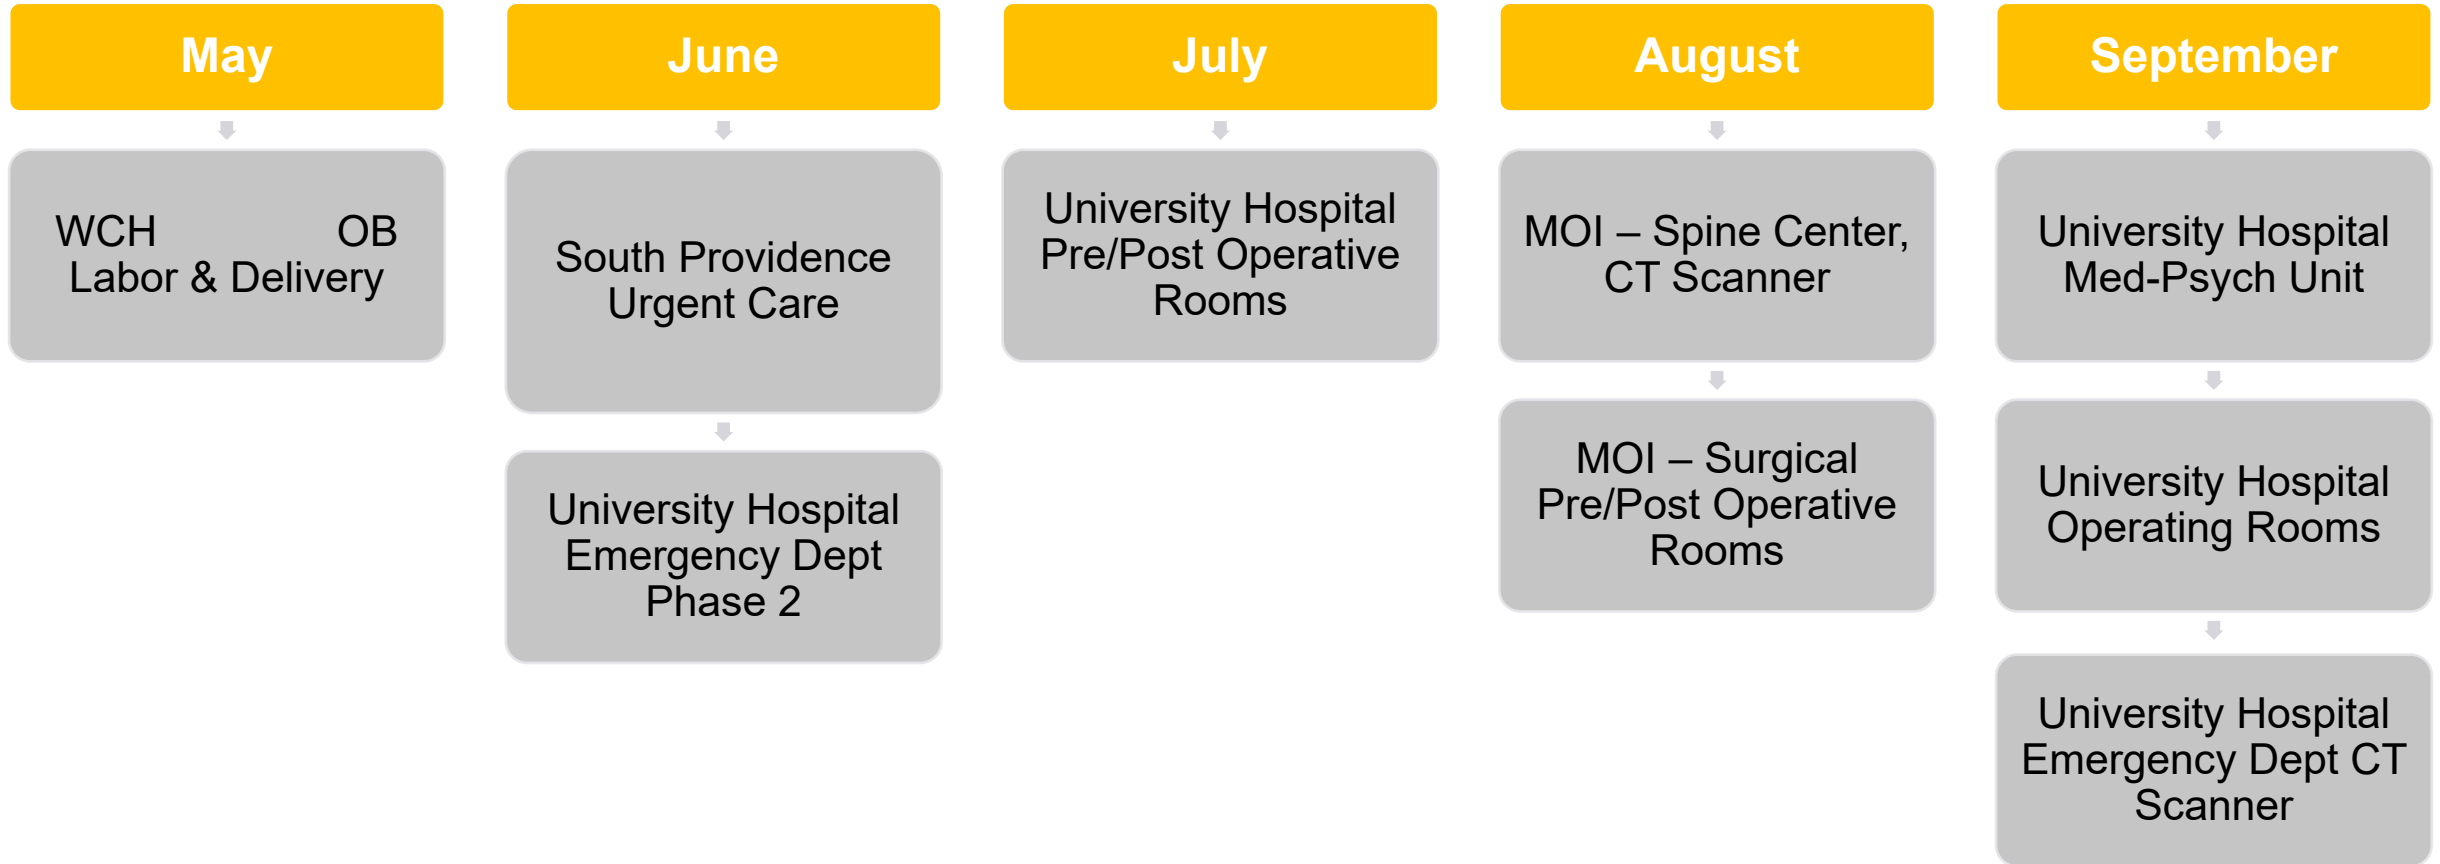 May
WCH OB
Labor & Delivery
June
South Providence
Urgent Care
University Hospital
Emergency Dept
Phase 2
July
University Hospital
Pre/Post Operative
Rooms
August
MOI – Spine Center,
CT Scanner
MOI – Surgical
Pre/Post Operative
Rooms
September
University Hospital
Med-Psych Unit
University Hospital
Operating Rooms
University Hospital
Emergency Dept CT
Scanner